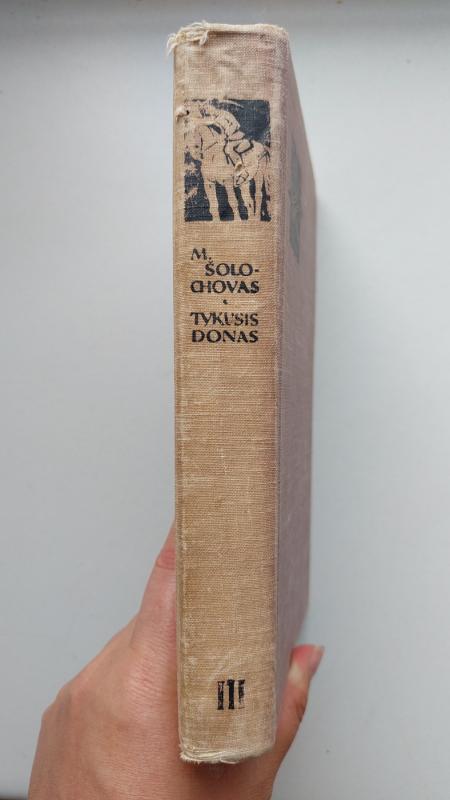 M.
ŠOLO-
CHOVAS
•
TYKUSIS
DONAS
III